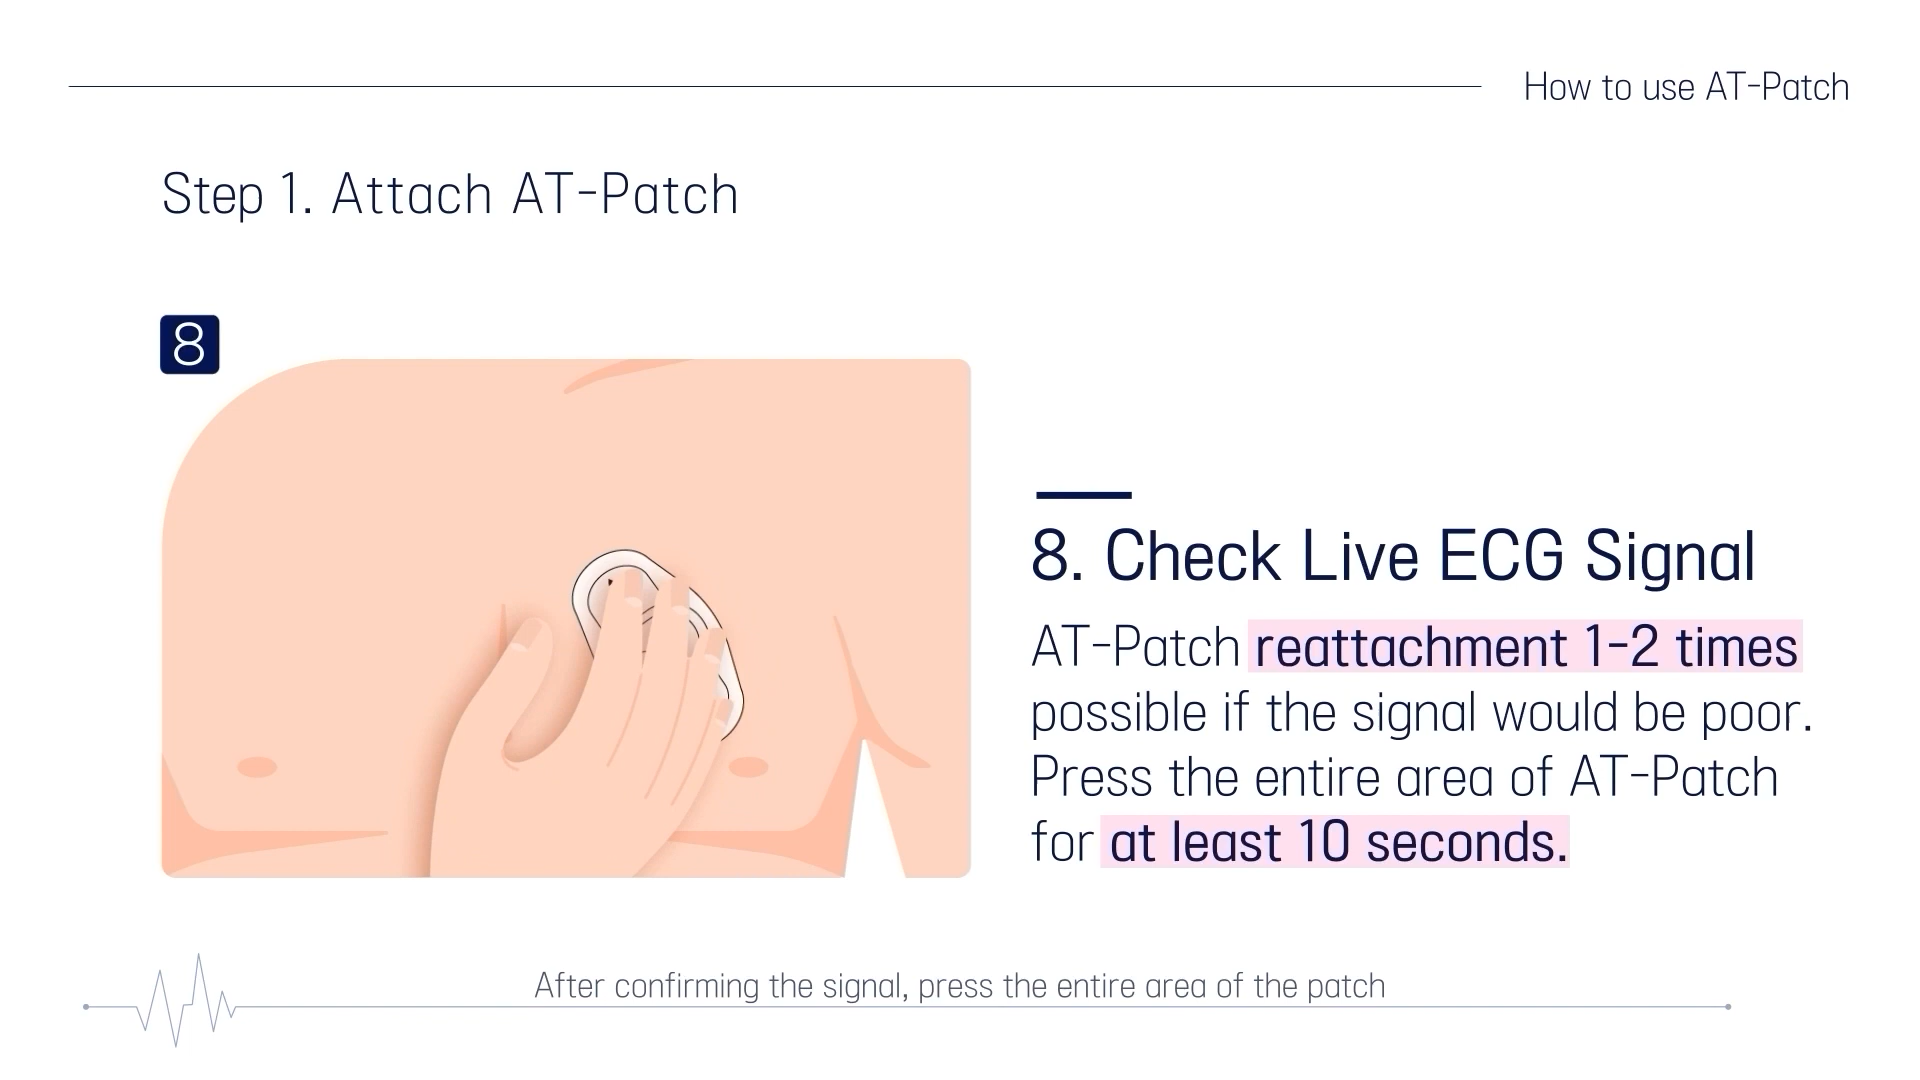 How to use AT-Patch
Step 1. Attach AT-Patch
8
8. Check Live ECG Signal
AT-Patch reattachment 1-2 times
possible if the signal would be poor.
Press the entire area of AT-Patch
for at least 10 seconds.
After confirming the signal, press the entire area of the patch